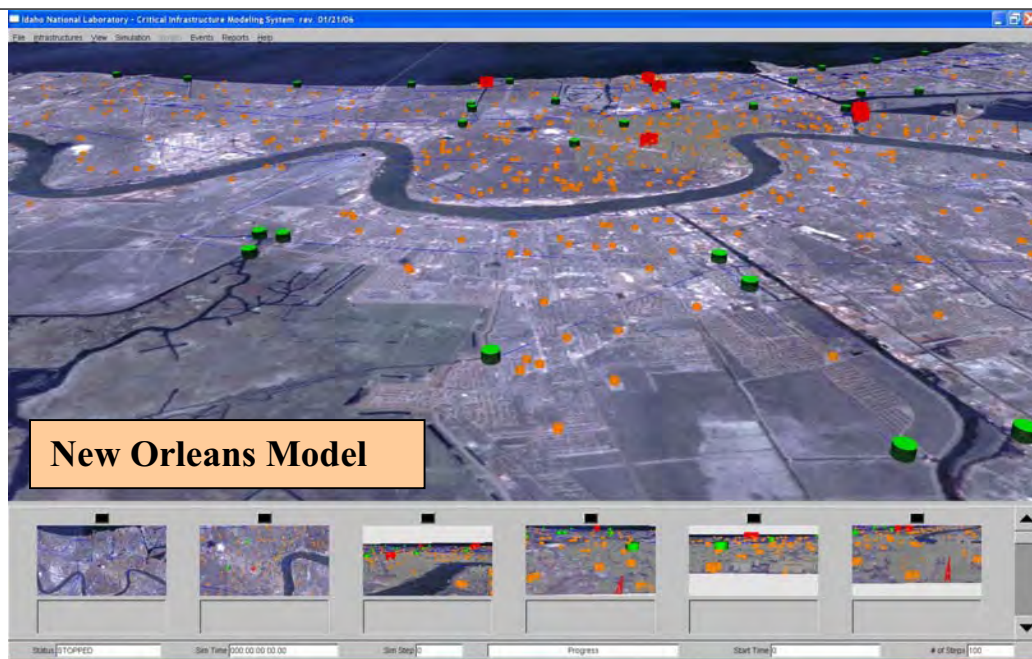 Idaho National Laboratory - Critical Infrastructure Modeling System rev. 01/21/06
File Infrastructures View Simulation Events Reports Help
New Orleans Model
Status STOPPED Sim Time 000:00:00 00.00 Sim Step 0 Progress Start Time 0 # of Steps 100